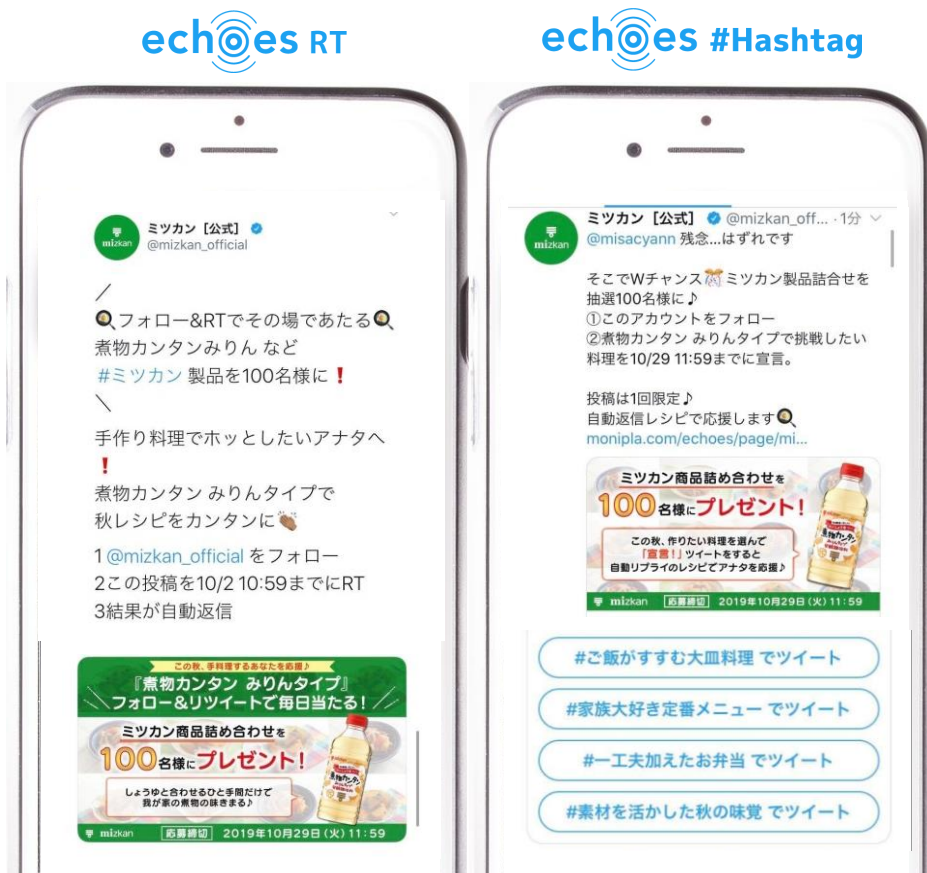 echoes RT
ミツカン［公式］
@mizkan_official
mizkan
／
フォロー&RTでその場であたる
煮物カンタンみりん など
#ミツカン 製品を100名様に❗
＼
手作り料理でホッとしたいアナタへ
❗
煮物カンタン みりんタイプで
秋レシピをカンタンに
1 @mizkan_official をフォロー
2この投稿を10/2 10:59までにRT
3結果が自動返信
この秋、手料理するあなたを応援♪
『煮物カンタン みりんタイプ』
フォロー&リツイートで毎日当たる！
ミツカン商品詰め合わせを
100名様にプレゼント！
しょうゆと合わせるひと手間だけで
我が家の煮物の味きまる♪
煮物カンタン
mizkan 応募締切 2019年10月29日(火)11:59
echoes #Hashtag
ミツカン［公式］ @mizkan_off... · 1分
mizkan
@misacyann 残念...はずれです
そこでWチャンス ミツカン製品詰合せを
抽選100名様に♪
①このアカウントをフォロー
②煮物カンタン みりんタイプで挑戦したい
料理を10/29 11:59までに宣言。
投稿は1回限定♪
自動返信レシピで応援します
monipla.com/echoes/page/mi...
ミツカン商品詰め合わせを
100名様にプレゼント！
この秋、作りたい料理を選んで
「宣言！」ツイートをすると
自動リプライのレシピでアナタを応援♪
煮物カンタン
mizkan 応募締切 2019年10月29日(火)11:59
#ご飯がすすむ大皿料理 でツイート
#家族大好き定番メニュー でツイート
#一工夫加えたお弁当 でツイート
#素材を活かした秋の味覚 でツイート